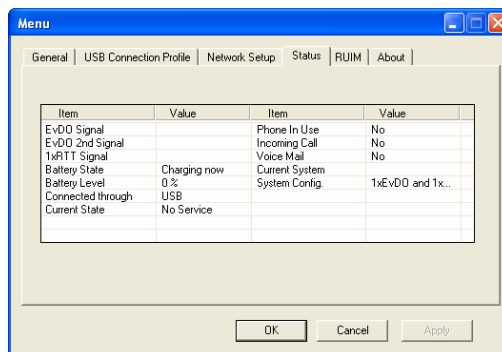 Menu
General USB Connection Profile Network Setup Status RUIM About
Item Value Item Value
EvDO Signal Phone In Use No
EvDO 2nd Signal Incoming Call No
1xRTT Signal Voice Mail No
Battery State Charging now Current System
Battery Level 0 % System Config. 1xEvDO and 1x...
Connected through USB
Current State No Service
OK Cancel Apply